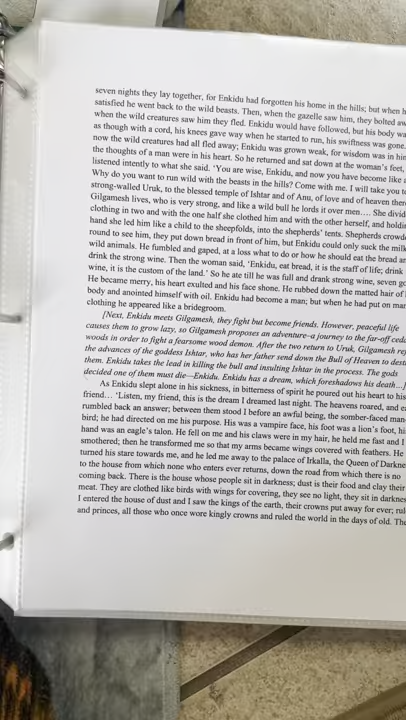 seven nights they lay together, for Enkidu had forgotten his home in the hills; but when h
satisfied he went back to the wild beasts. Then, when the gazelle saw him, they bolted aw
when the wild creatures saw him they fled. Enkidu would have followed, but his body wa
as though with a cord, his knees gave way when he started to run, his swiftness was gone.
now the wild creatures had all fled away; Enkidu was grown weak, for wisdom was in him
the thoughts of a man were in his heart. So he returned and sat down at the woman's feet,
listened intently to what she said. 'You are wise, Enkidu, and now you have become like a
Why do you want to run wild with the beasts in the hills? Come with me. I will take you to
strong-walled Uruk, to the blessed temple of Ishtar and of Anu, of love and of heaven there
Gilgamesh lives, who is very strong, and like a wild bull he lords it over men.... She divid
clothing in two and with the one half she clothed him and with the other herself, and holdin
hand she led him like a child to the sheepfolds, into the shepherds' tents. Shepherds crowd
round to see him, they put down bread in front of him, but Enkidu could only suck the milk
wild animals. He fumbled and gaped, at a loss what to do or how he should eat the bread an
drink the strong wine. Then the woman said, 'Enkidu, eat bread, it is the staff of life; drink
wine, it is the custom of the land.' So he ate till he was full and drank strong wine, seven go
He became merry, his heart exulted and his face shone. He rubbed down the matted hair of
body and anointed himself with oil. Enkidu had become a man; but when he had put on man
clothing he appeared like a bridegroom.
[Next, Enkidu meets Gilgamesh, they fight but become friends. However, peaceful life
causes them to grow lazy, so Gilgamesh proposes an adventure–a journey to the far-off ceda
woods in order to fight a fearsome wood demon. After the two return to Uruk, Gilgamesh rej
the advances of the goddess Ishtar, who has her father send down the Bull of Heaven to destr
them. Enkidu takes the lead in killing the bull and insulting Ishtar in the process. The gods
decided one of them must die—Enkidu. Enkidu has a dream, which foreshadows his death...]
As Enkidu slept alone in his sickness, in bitterness of spirit he poured out his heart to his
friend... 'Listen, my friend, this is the dream I dreamed last night. The heavens roared, and ea
rumbled back an answer; between them stood I before an awful being, the somber-faced man-
bird; he had directed on me his purpose. His was a vampire face, his foot was a lion's foot, hi
hand was an eagle's talon. He fell on me and his claws were in my hair, he held me fast and I
smothered; then he transformed me so that my arms became wings covered with feathers. He
turned his stare towards me, and he led me away to the palace of Irkalla, the Queen of Darkne
to the house from which none who enters ever returns, down the road from which there is no
coming back. There is the house whose people sit in darkness; dust is their food and clay their
meat. They are clothed like birds with wings for covering, they see no light, they sit in darknes
I entered the house of dust and I saw the kings of the earth, their crowns put away for ever; rul
and princes, all those who once wore kingly crowns and ruled the world in the days of old. The